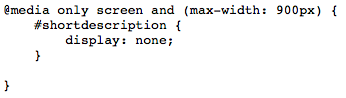 @media only screen and (max-width: 900px) {
    #shortdescription {
        display: none;
    }

}